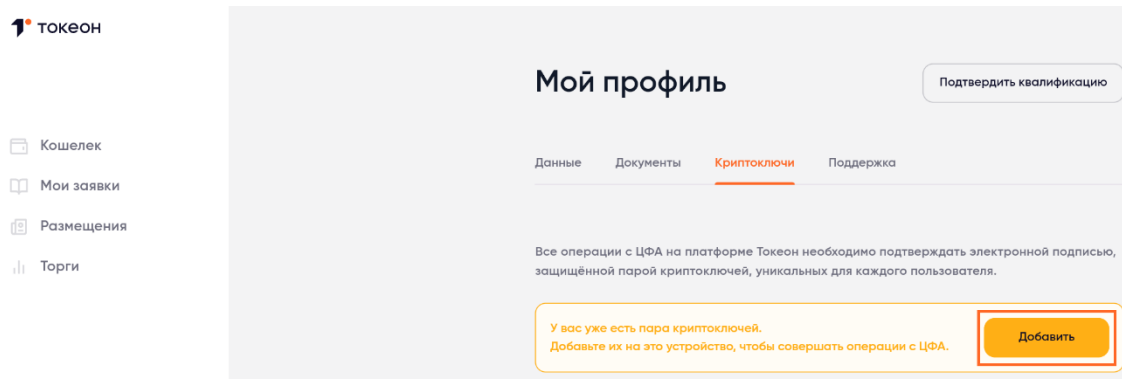 токеон
Мой профиль
Подтвердить квалификацию
Кошелек
Мои заявки
Размещения
Торги
Данные Документы Криптоключи Поддержка
Все операции с ЦФА на платформе Токеон необходимо подтверждать электронной подписью,
защищённой парой криптоключей, уникальных для каждого пользователя.
У вас уже есть пара криптоключей.
Добавьте их на это устройство, чтобы совершать операции с ЦФА.
Добавить